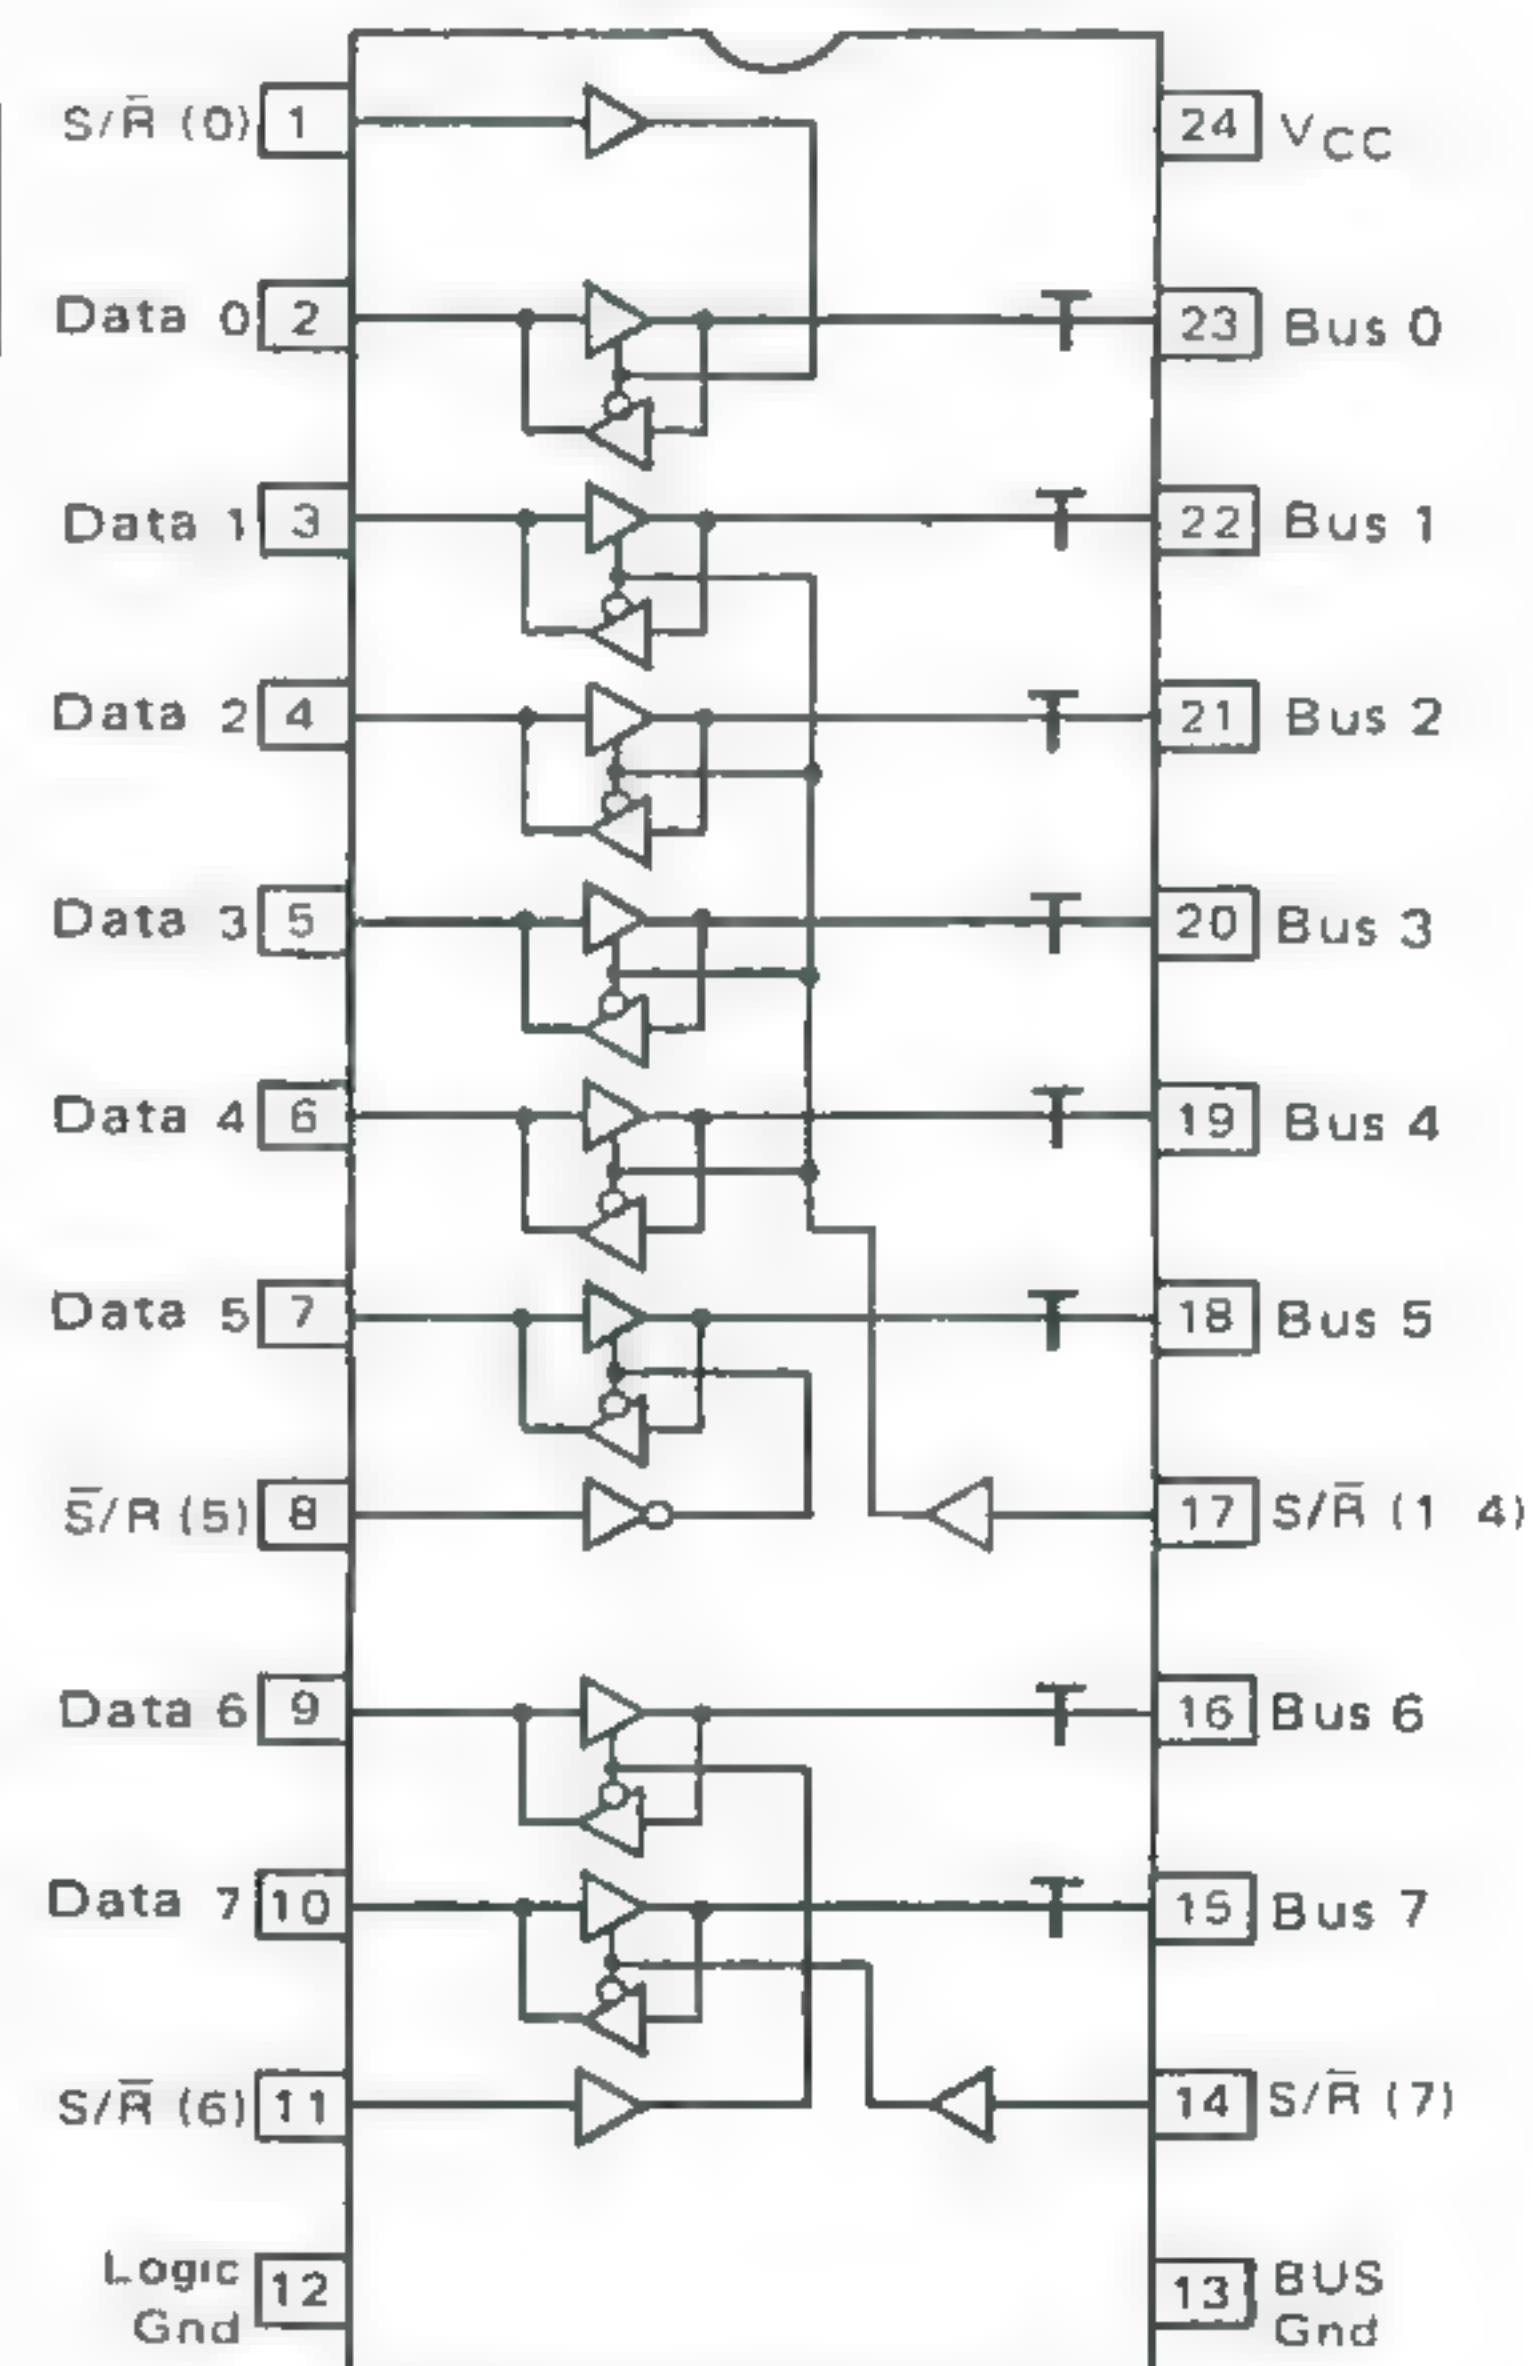 S/R̄ (0) 1
24 VCC
Data 0 2
23 Bus 0
Data 1 3
22 Bus 1
Data 2 4
21 Bus 2
Data 3 5
20 Bus 3
Data 4 6
19 Bus 4
Data 5 7
18 Bus 5
S̄/R (5) 8
17 S/R̄ (1 4)
Data 6 9
16 Bus 6
Data 7 10
15 Bus 7
S/R̄ (6) 11
14 S/R̄ (7)
Logic
Gnd
12
13
BUS
Gnd